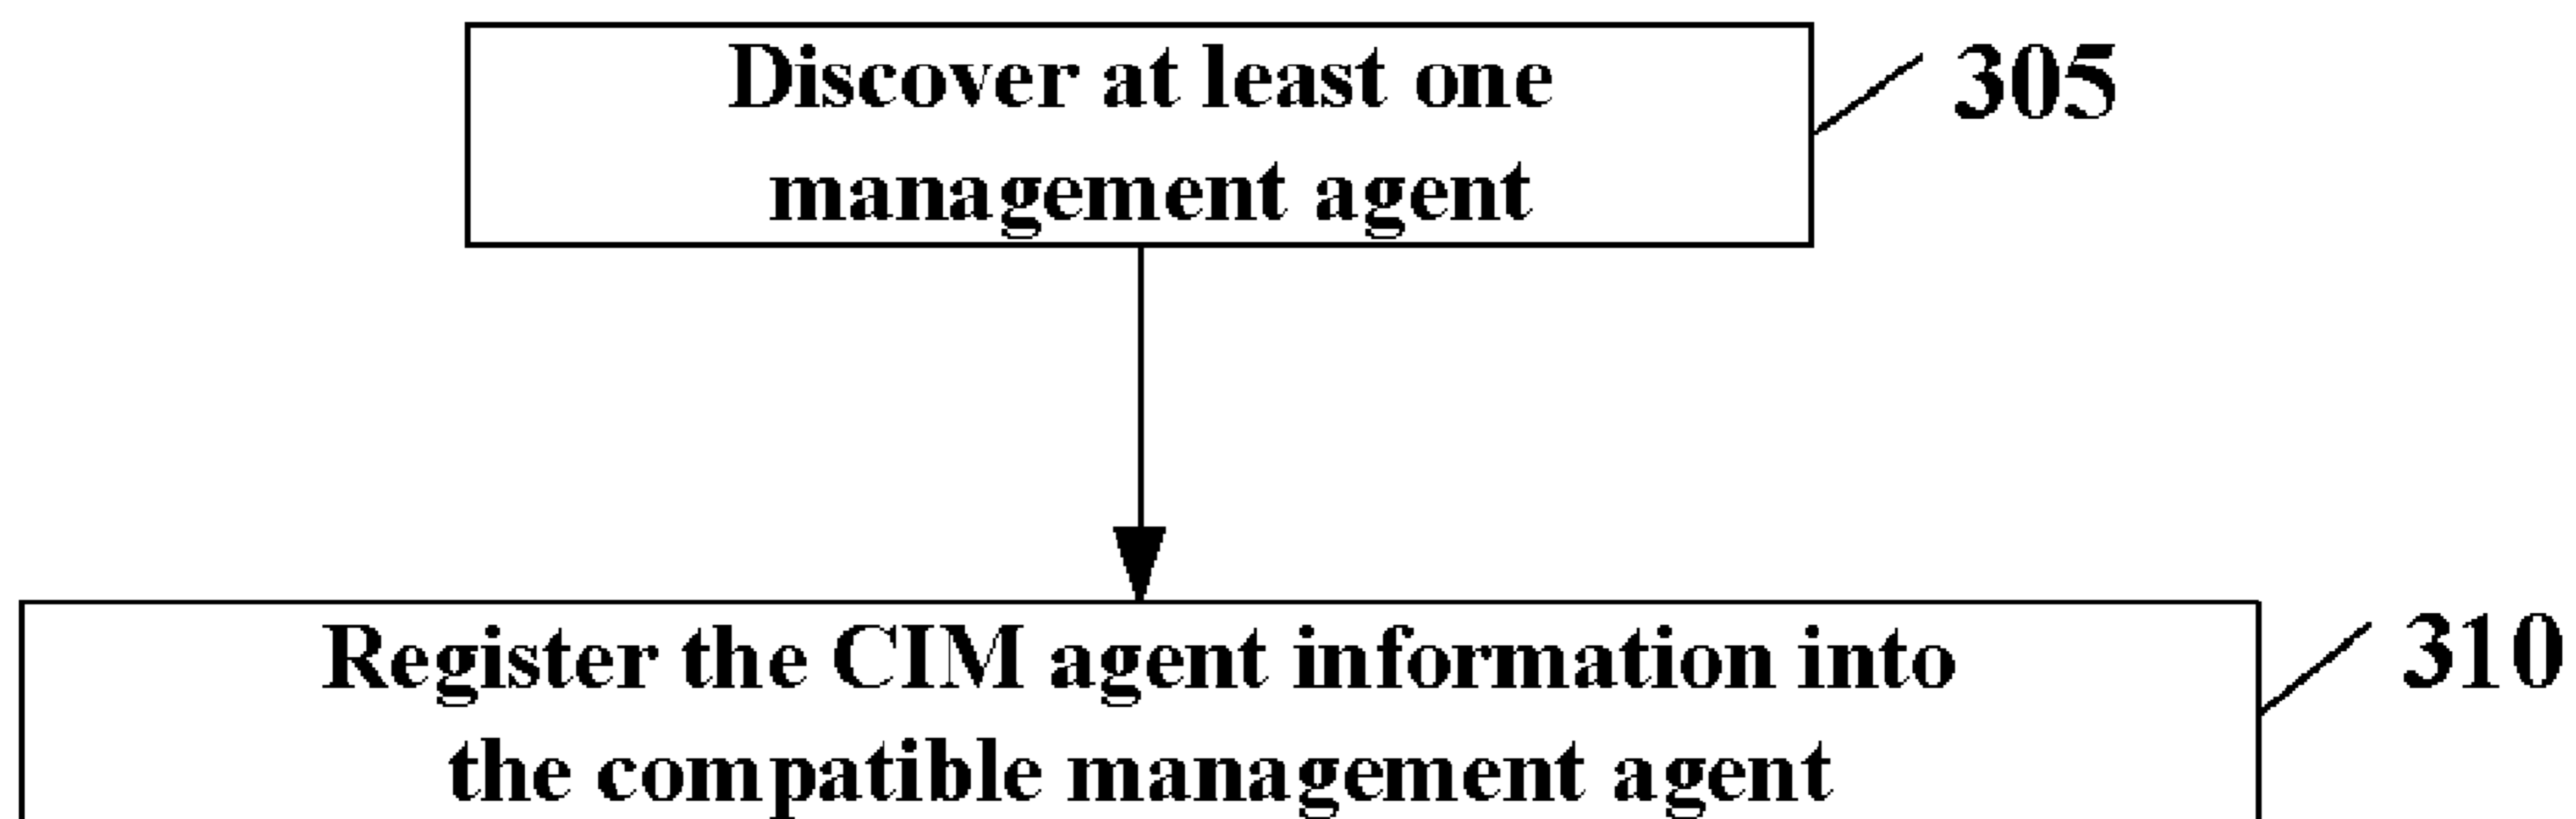 Discover at least one
management agent
305
Register the CIM agent information into
the compatible management agent
310